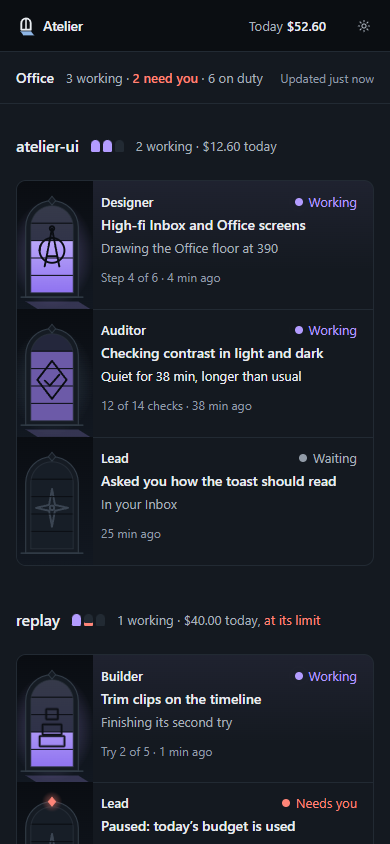 Atelier
Today $52.60
Office 3 working · 2 need you · 6 on duty Updated just now
atelier-ui 2 working · $12.60 today
Designer Working
High-fi Inbox and Office screens
Drawing the Office floor at 390
Step 4 of 6 · 4 min ago
Auditor Working
Checking contrast in light and dark
Quiet for 38 min, longer than usual
12 of 14 checks · 38 min ago
Lead Waiting
Asked you how the toast should read
In your Inbox
25 min ago
replay 1 working · $40.00 today, at its limit
Builder Working
Trim clips on the timeline
Finishing its second try
Try 2 of 5 · 1 min ago
Lead Needs you
Paused: today’s budget is used